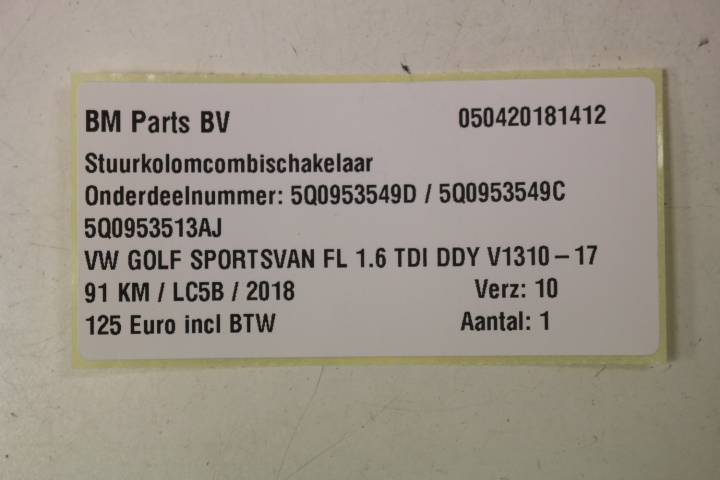 BM Parts BV 050420181412
Stuurkolomcombischakelaar
Onderdeelnummer: 5Q0953549D / 5Q0953549C
5Q0953513AJ
VW GOLF SPORTSVAN FL 1.6 TDI DDY V1310 – 17
91 KM / LC5B / 2018 Verz: 10
125 Euro incl BTW Aantal: 1